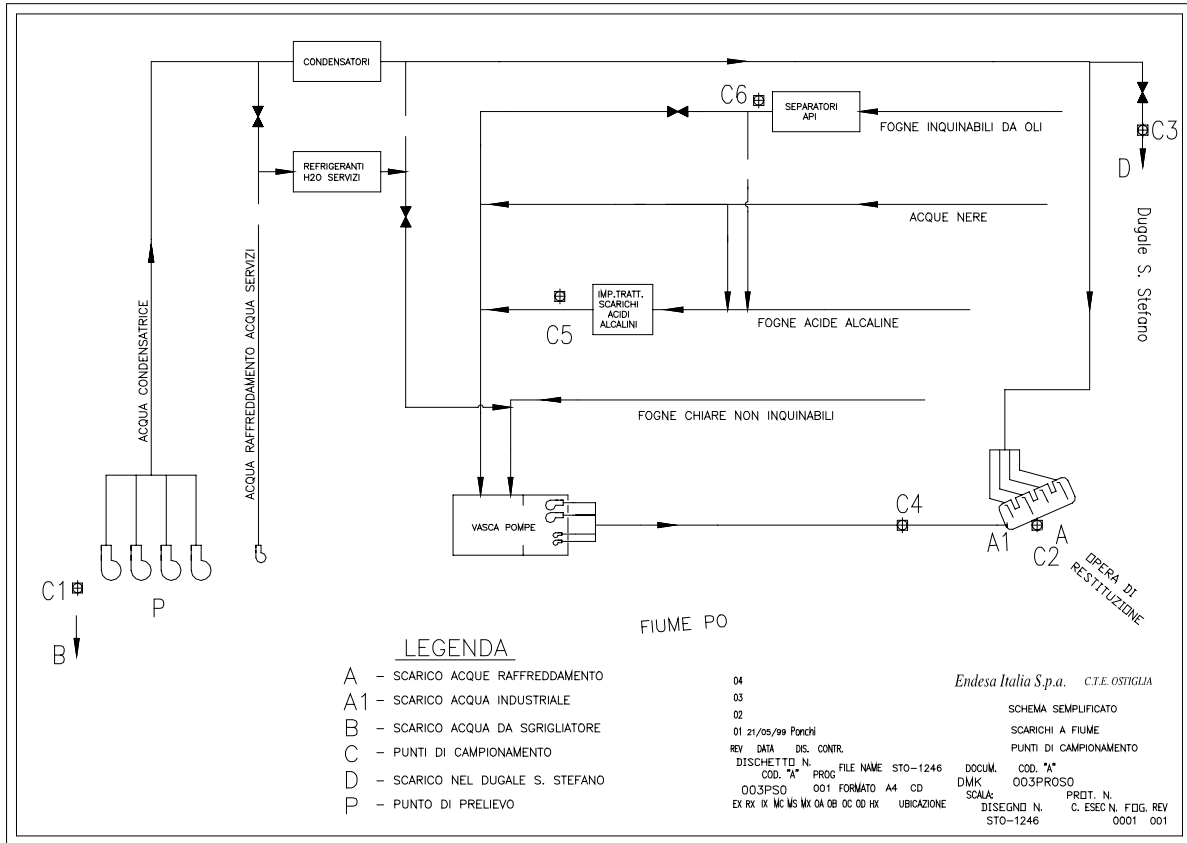 CONDENSATORI
C6
SEPARATORI
API
FOGNE INQUINABILI DA OLI
C3
D
REFRIGERANTI
H2O SERVIZI
ACQUE NERE
Dugale S. Stefano
ACQUA CONDENSATRICE
ACQUA RAFFREDDAMENTO ACQUA SERVIZI
IMP.TRATT.
SCARICHI
ACIDI
ALCALINI
C5
FOGNE ACIDE ALCALINE
FOGNE CHIARE NON INQUINABILI
VASCA POMPE
C4
A1
C2
A
OPERA DI
RESTITUZIONE
C1
P
B
FIUME PO
LEGENDA
A - SCARICO ACQUE RAFFREDDAMENTO
A1 - SCARICO ACQUA INDUSTRIALE
B - SCARICO ACQUA DA SGRIGLIATORE
C - PUNTI DI CAMPIONAMENTO
D - SCARICO NEL DUGALE S. STEFANO
P - PUNTO DI PRELIEVO
04
03
02
01 21/05/99 Ponchi
REV DATA DIS. CONTR.
Endesa Italia S.p.a. C.T.E. OSTIGLIA
SCHEMA SEMPLIFICATO
SCARICHI A FIUME
PUNTI DI CAMPIONAMENTO
DISCHETTO N. FILE NAME STO-1246 DOCUM. COD. "A"
COD. "A" PROG DMK 003PROS0
003PS0 001 FORMATO A4 CD SCALA: PROT. N.
EX RX IX MC MS MX OA OB OC OD HX UBICAZIONE DISEGNO N. C. ESEC N. FOG. REV
STO-1246 0001 001